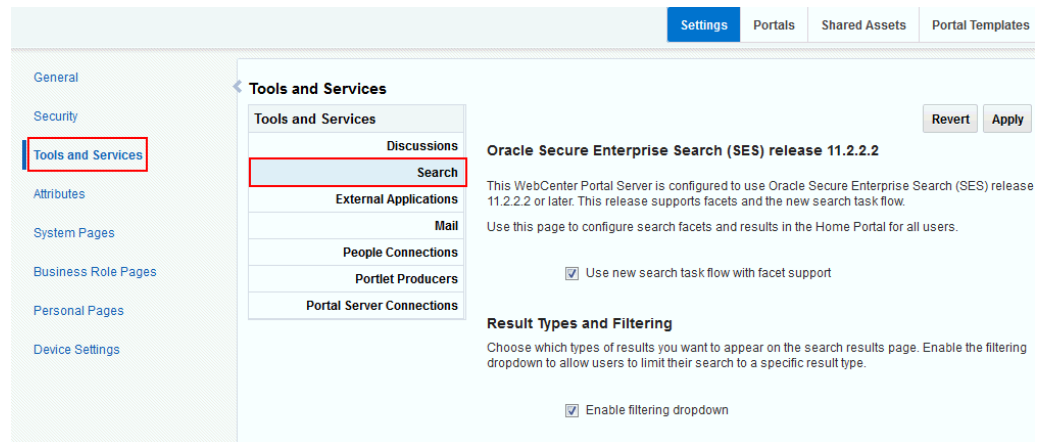 Settings Portals Shared Assets Portal Templates
General
Security
Tools and Services
Attributes
System Pages
Business Role Pages
Personal Pages
Device Settings
Tools and Services
Tools and Services
Discussions
Search
External Applications
Mail
People Connections
Portlet Producers
Portal Server Connections
Revert Apply
Oracle Secure Enterprise Search (SES) release 11.2.2.2
This WebCenter Portal Server is configured to use Oracle Secure Enterprise Search (SES) release
11.2.2.2 or later. This release supports facets and the new search task flow.
Use this page to configure search facets and results in the Home Portal for all users.
Use new search task flow with facet support
Result Types and Filtering
Choose which types of results you want to appear on the search results page. Enable the filtering
dropdown to allow users to limit their search to a specific result type.
Enable filtering dropdown